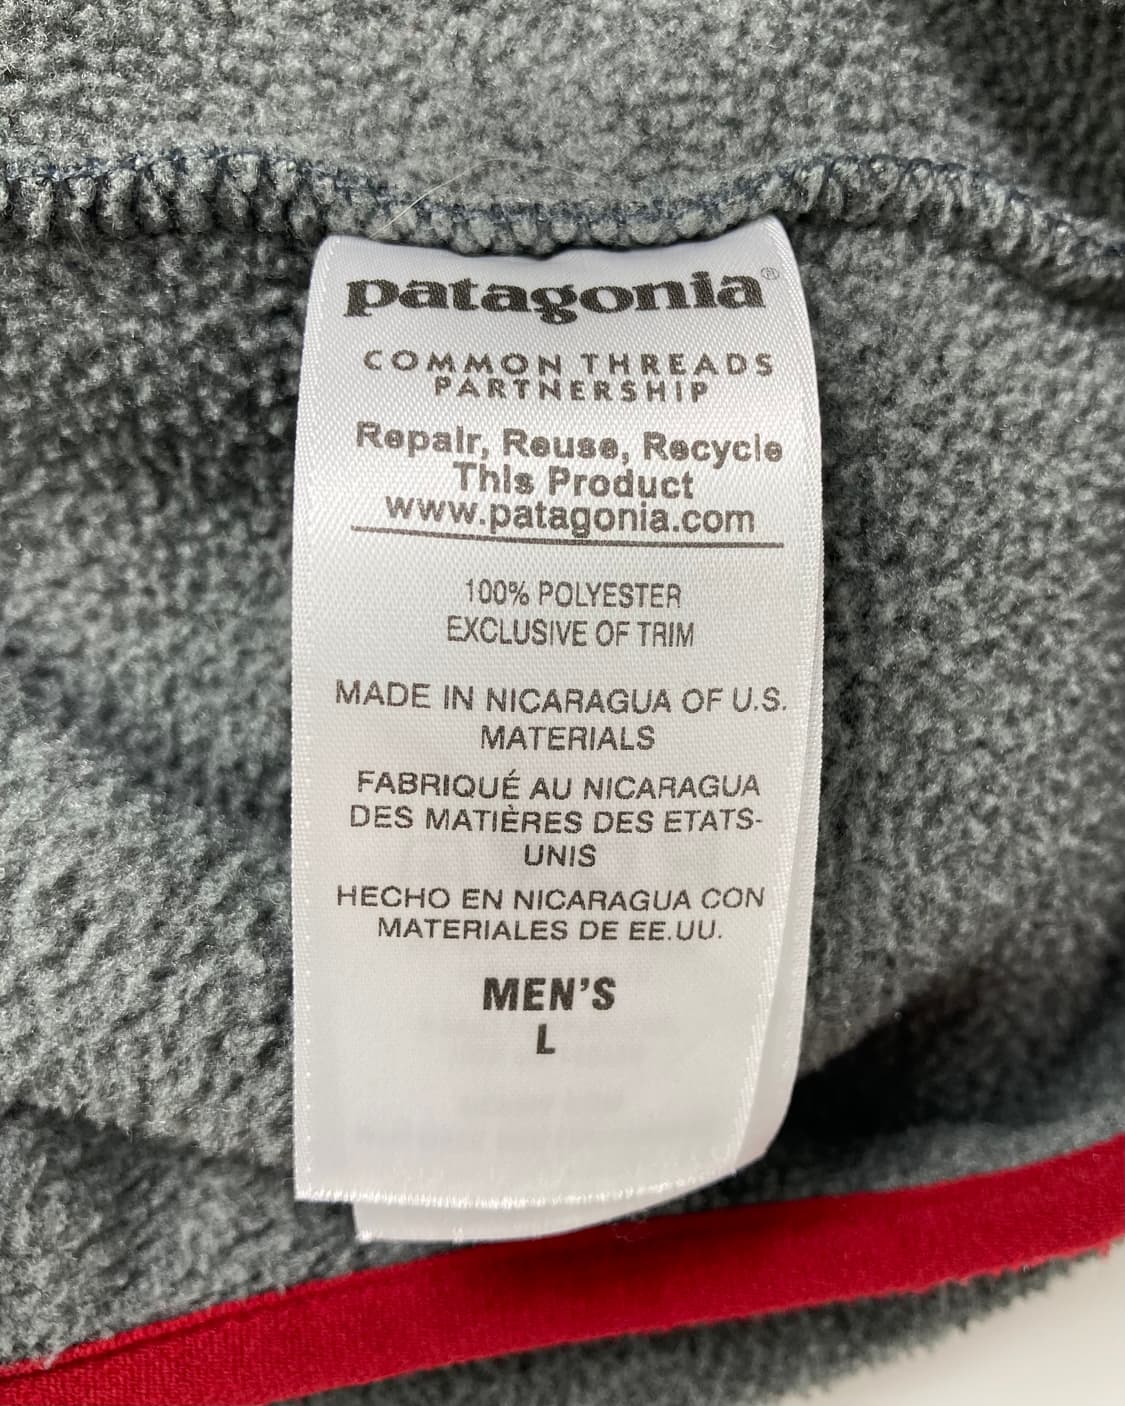 patagonia®
COMMON THREADS
PARTNERSHIP
Repair, Reuse, Recycle
This Product
www.patagonia.com
100% POLYESTER
EXCLUSIVE OF TRIM
MADE IN NICARAGUA OF U.S.
MATERIALS
FABRIQUÉ AU NICARAGUA
DES MATIÈRES DES ETATS-
UNIS
HECHO EN NICARAGUA CON
MATERIALES DE EE.UU.
MEN'S
L